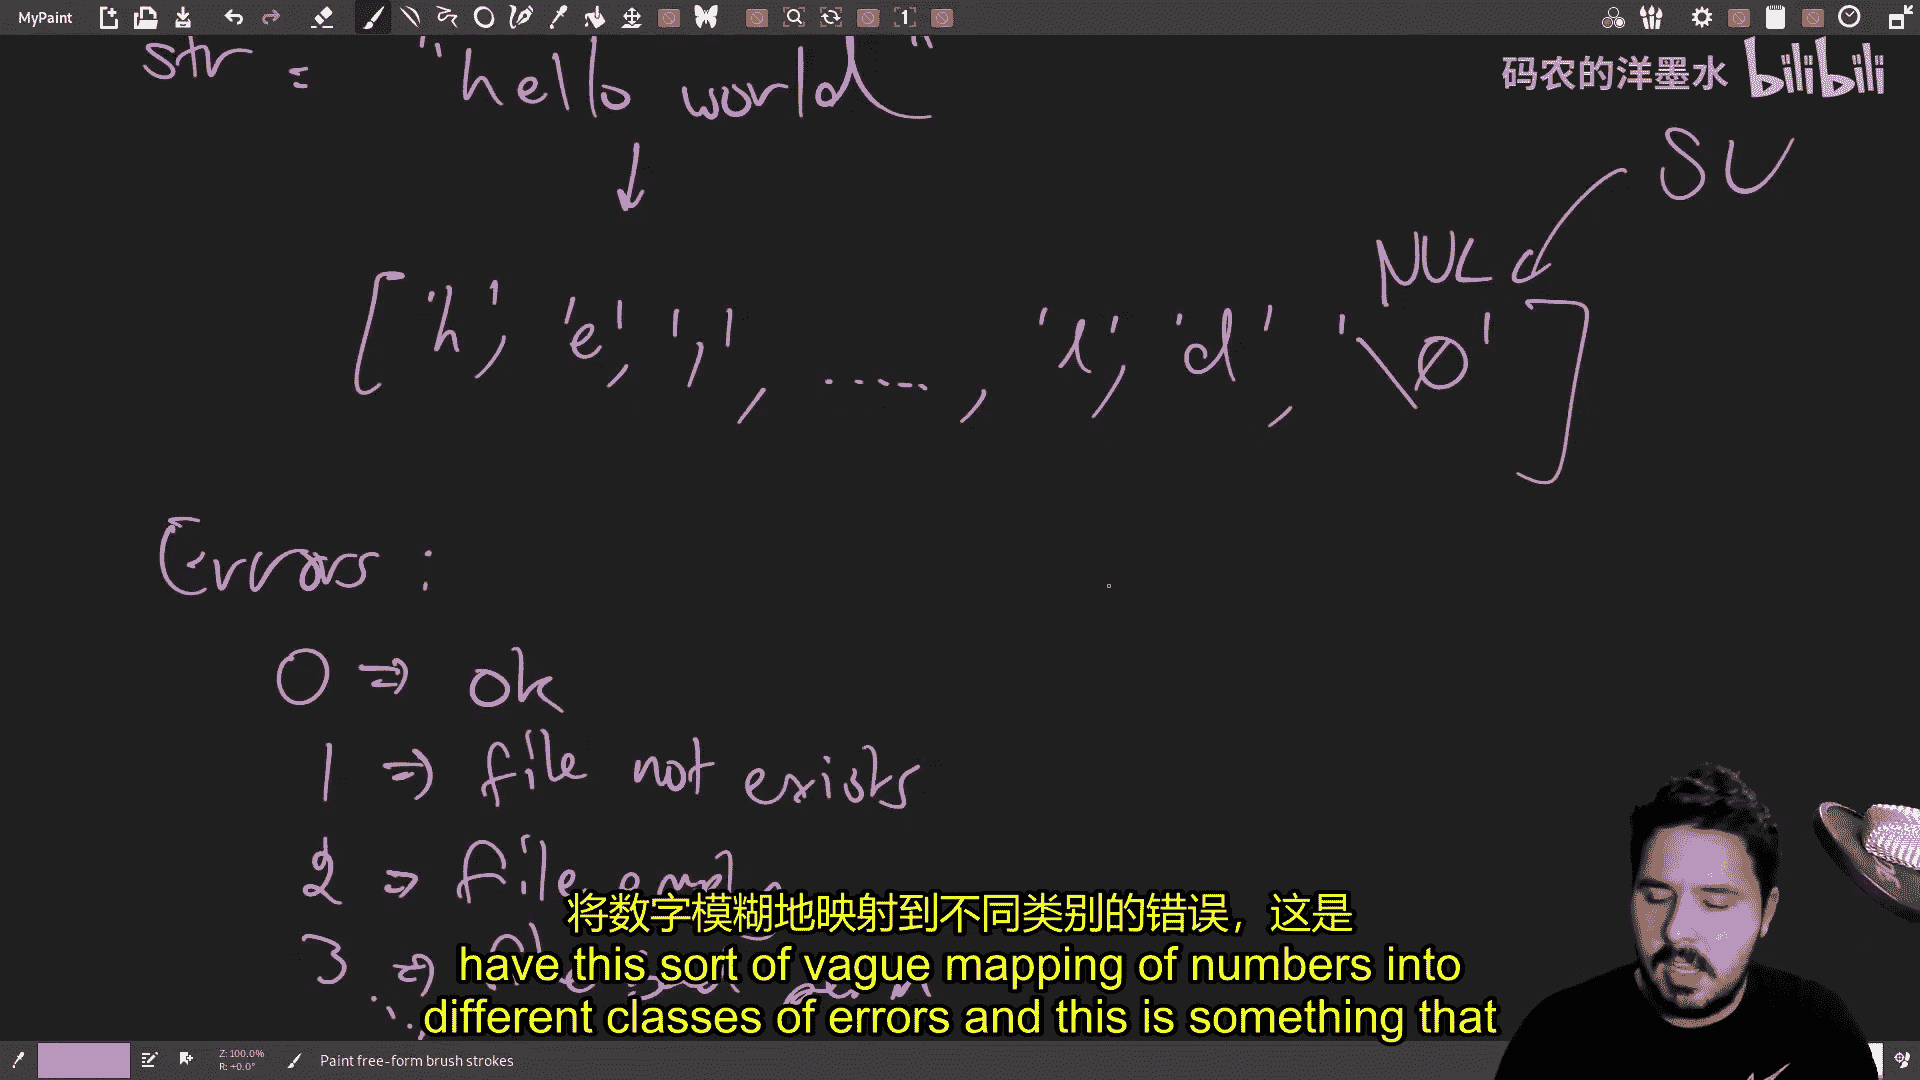 MyPaint
码农的洋墨水 bilibili
str = "hello world"
SU
NUL
['h', 'e', ',', ....., 'l', 'd', '\0']
Errors :
0 => ok
1 => file not exists
2 => file empty
3 =>
将数字模糊地映射到不同类别的错误，这是
have this sort of vague mapping of numbers into
different classes of errors and this is something that
Z: 100.0%
R: +0.0°
Paint free-form brush strokes